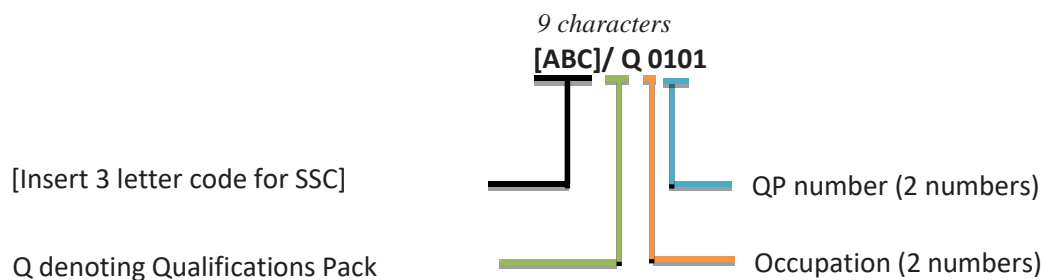 9 characters
[ABC]/ Q 0101
[Insert 3 letter code for SSC]
QP number (2 numbers)
Q denoting Qualifications Pack
Occupation (2 numbers)